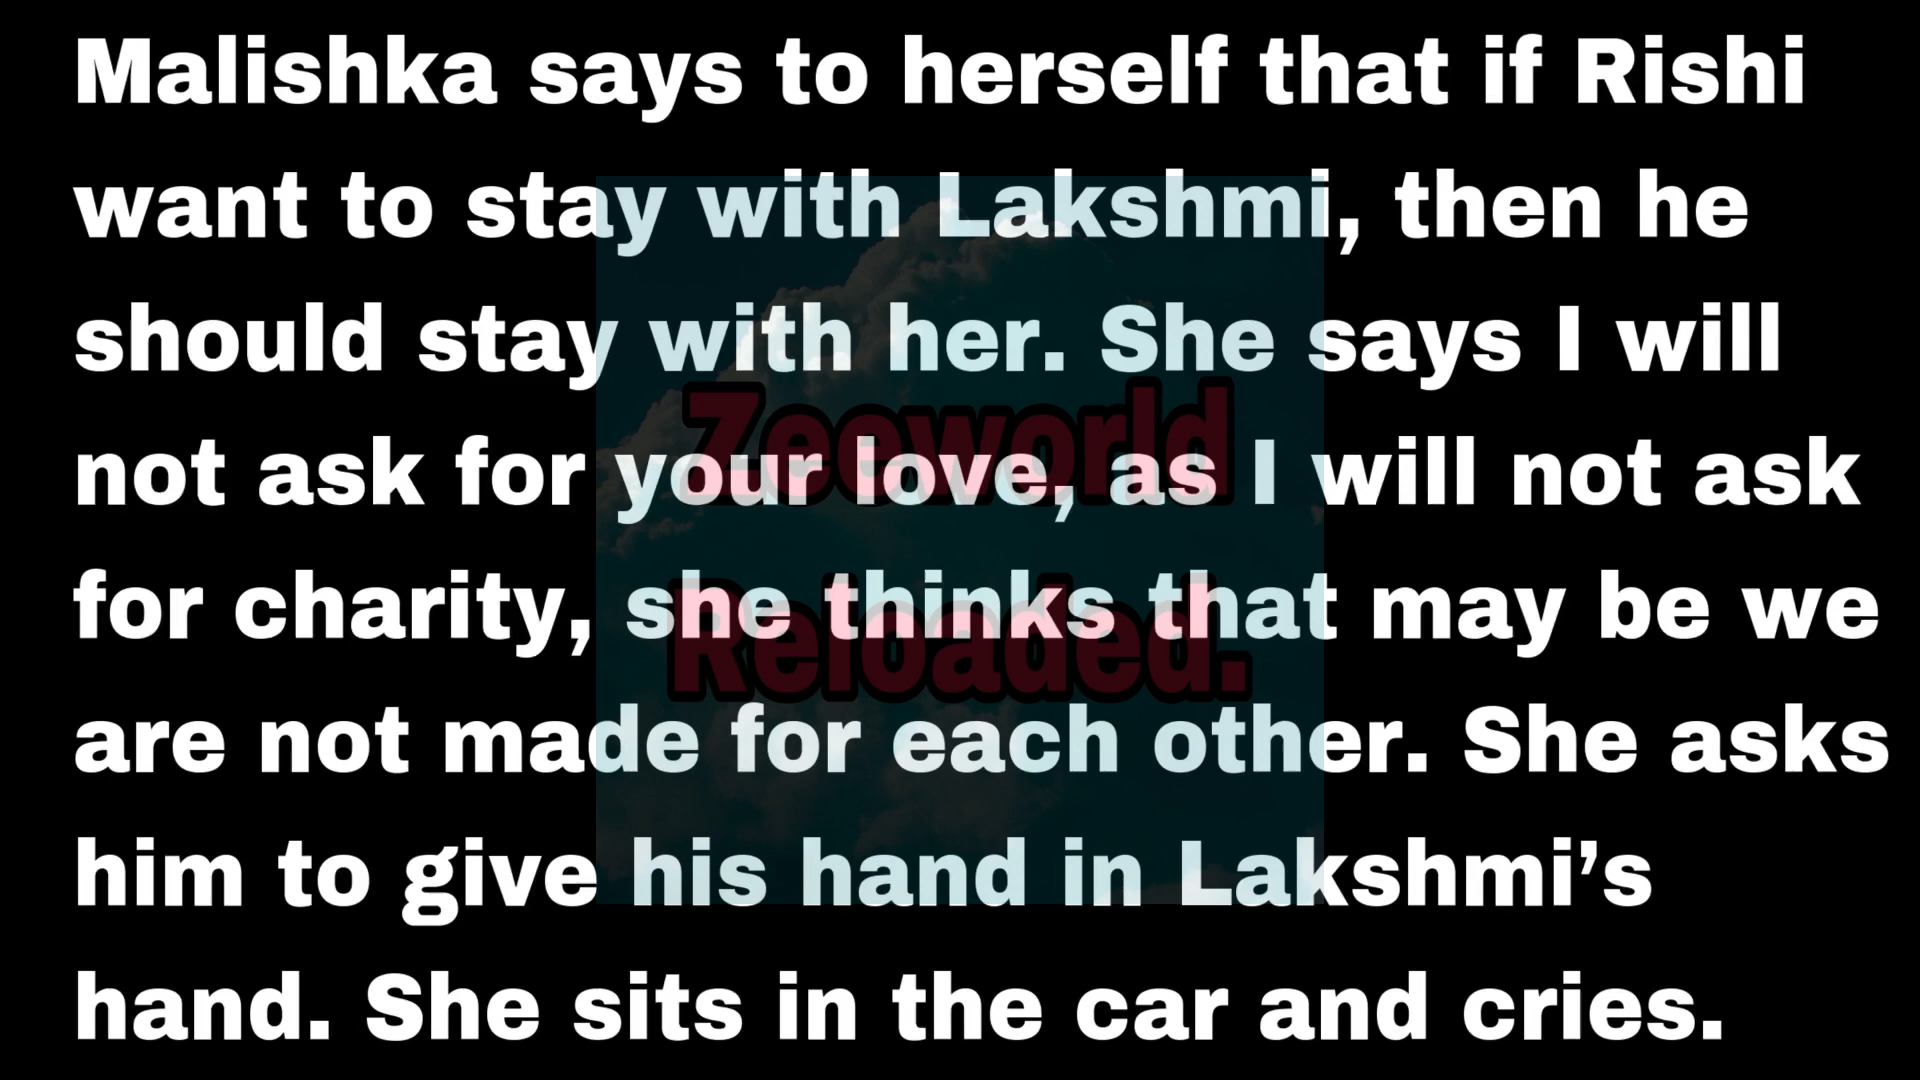 Malishka says to herself that if Rishi
want to stay with Lakshmi, then he
should stay with her. She says I will
not ask for your love, as I will not ask
for charity, she thinks that may be we
are not made for each other. She asks
him to give his hand in Lakshmi’s
hand. She sits in the car and cries.
Zeeworld
Reloaded.